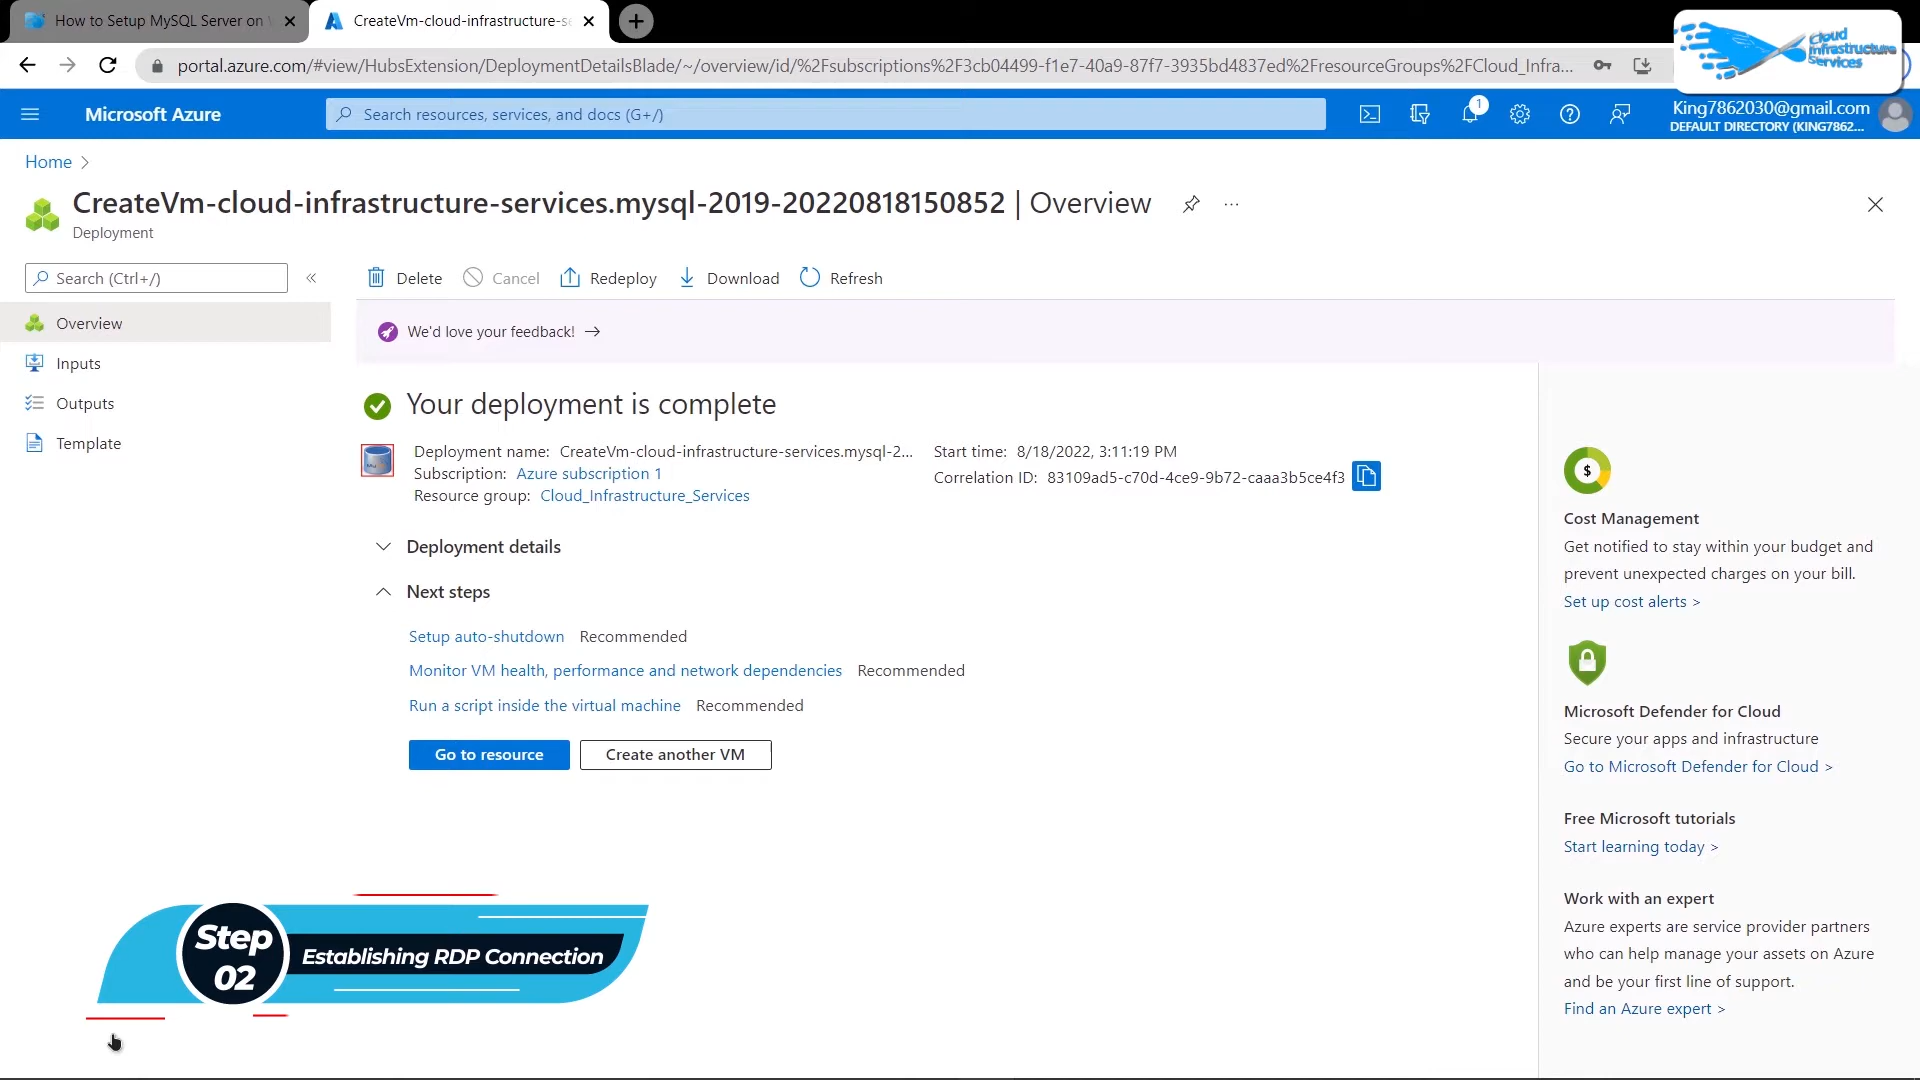 How to Setup MySQL Server on
CreateVm-cloud-infrastructure-se
Cloud
Infrastructure
Services
portal.azure.com/#view/HubsExtension/DeploymentDetailsBlade/~/overview/id/%2Fsubscriptions%2F3cb04499-f1e7-40a9-87f7-3935bd4837ed%2FresourceGroups%2FCloud_Infra...
Microsoft Azure
Search resources, services, and docs (G+/)
1
King7862030@gmail.com
DEFAULT DIRECTORY (KING7862...
Home >
CreateVm-cloud-infrastructure-services.mysql-2019-20220818150852 | Overview
...
Deployment
Search (Ctrl+/)
«
Delete
Cancel
Redeploy
Download
Refresh
Overview
Inputs
Outputs
Template
We'd love your feedback! →
Your deployment is complete
Deployment name: CreateVm-cloud-infrastructure-services.mysql-2...
Subscription: Azure subscription 1
Resource group: Cloud_Infrastructure_Services
Start time: 8/18/2022, 3:11:19 PM
Correlation ID: 83109ad5-c70d-4ce9-9b72-caaa3b5ce4f3
Deployment details
Next steps
Setup auto-shutdown Recommended
Monitor VM health, performance and network dependencies Recommended
Run a script inside the virtual machine Recommended
Go to resource
Create another VM
$
Cost Management
Get notified to stay within your budget and
prevent unexpected charges on your bill.
Set up cost alerts >
Microsoft Defender for Cloud
Secure your apps and infrastructure
Go to Microsoft Defender for Cloud >
Free Microsoft tutorials
Start learning today >
Work with an expert
Azure experts are service provider partners
who can help manage your assets on Azure
and be your first line of support.
Find an Azure expert >
Step
02
Establishing RDP Connection